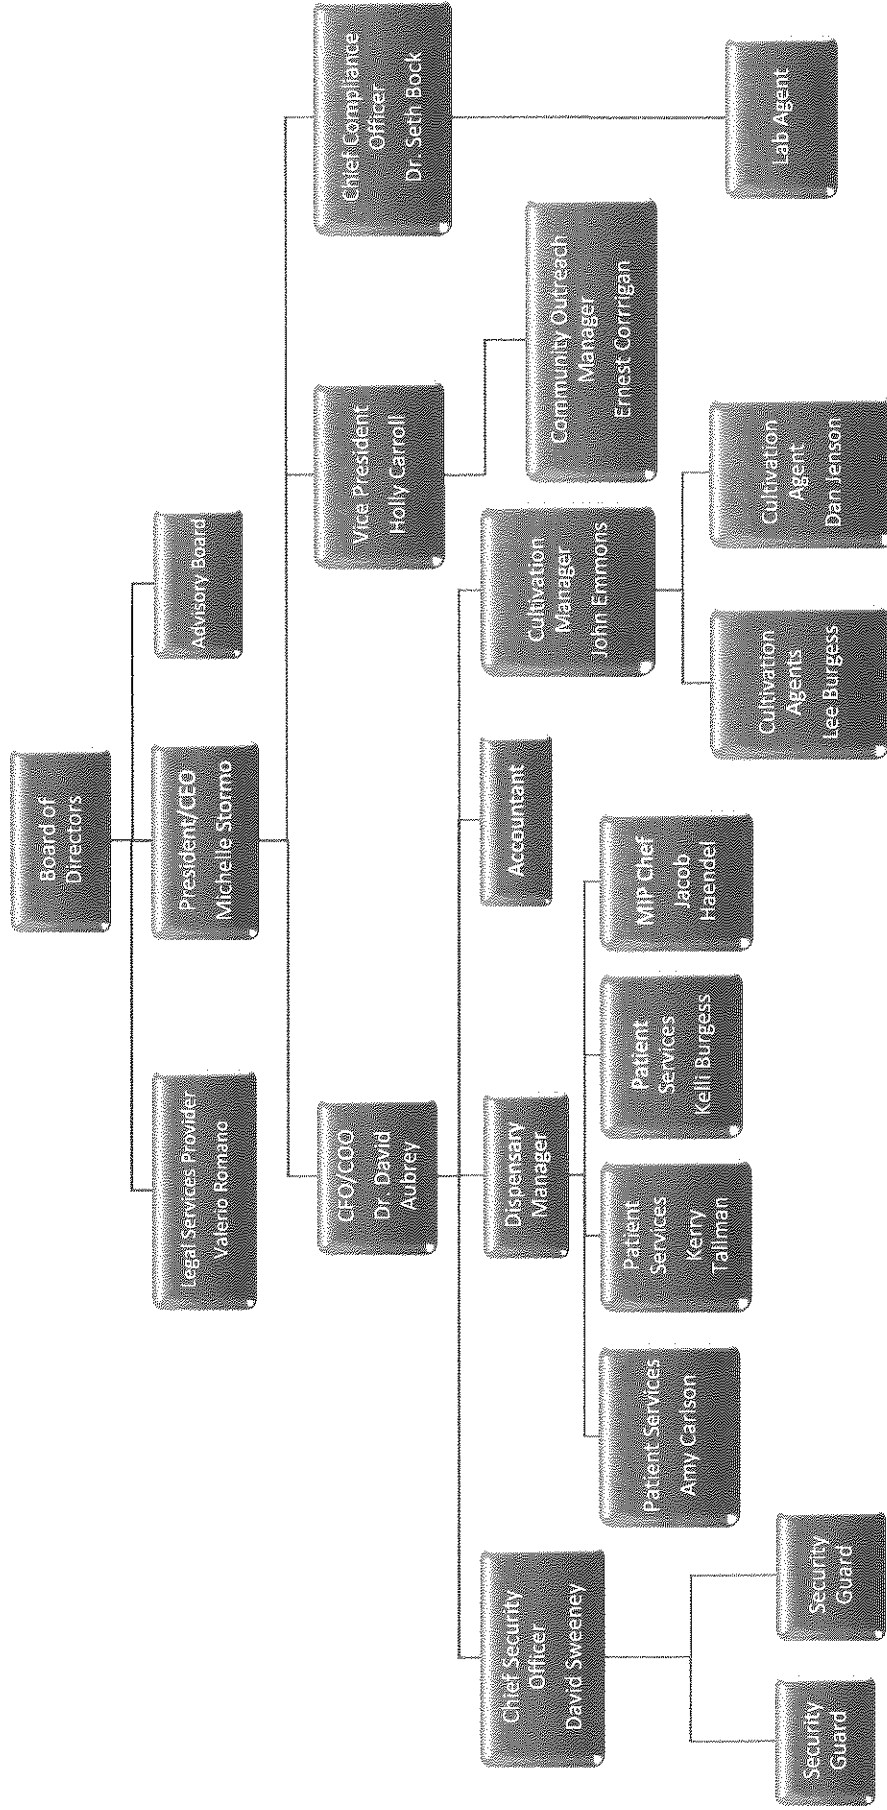 Board of
Directors
Legal Services Provider
Valerio Romano
President/CEO
Michelle Stormo
Advisory Board
CFO/COO
Dr. David
Aubrey
Vice President
Holly Carroll
Chief Compliance
Officer
Dr. Seth Bock
Chief Security
Officer
David Sweeney
Dispensary
Manager
Accountant
Cultivation
Manager
John Emmons
Community Outreach
Manager
Ernest Corrrigan
Patient Services
Amy Carlson
Patient
Services
Kerry
Tallman
Patient
Services
Kelli Burgess
MIP Chef
Jacob
Haendel
Cultivation
Agents
Lee Burgess
Cultivation
Agent
Dan Jenson
Lab Agent
Security
Guard
Security
Guard